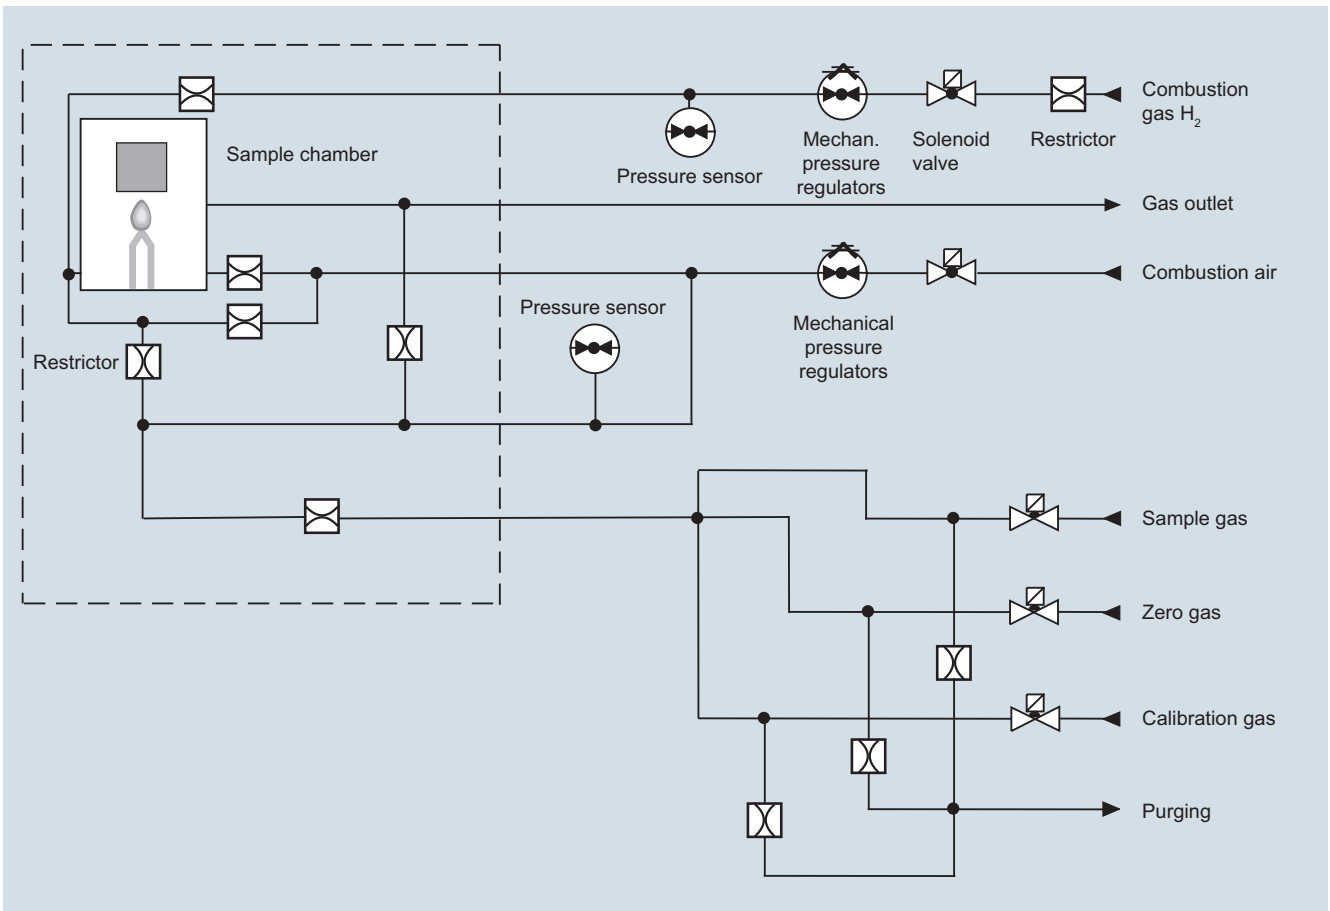 Combustion
gas H2
Sample chamber
Mechan.
pressure
regulators
Solenoid
valve
Restrictor
Pressure sensor
Gas outlet
Combustion air
Pressure sensor
Mechanical
pressure
regulators
Restrictor
Sample gas
Zero gas
Calibration gas
Purging